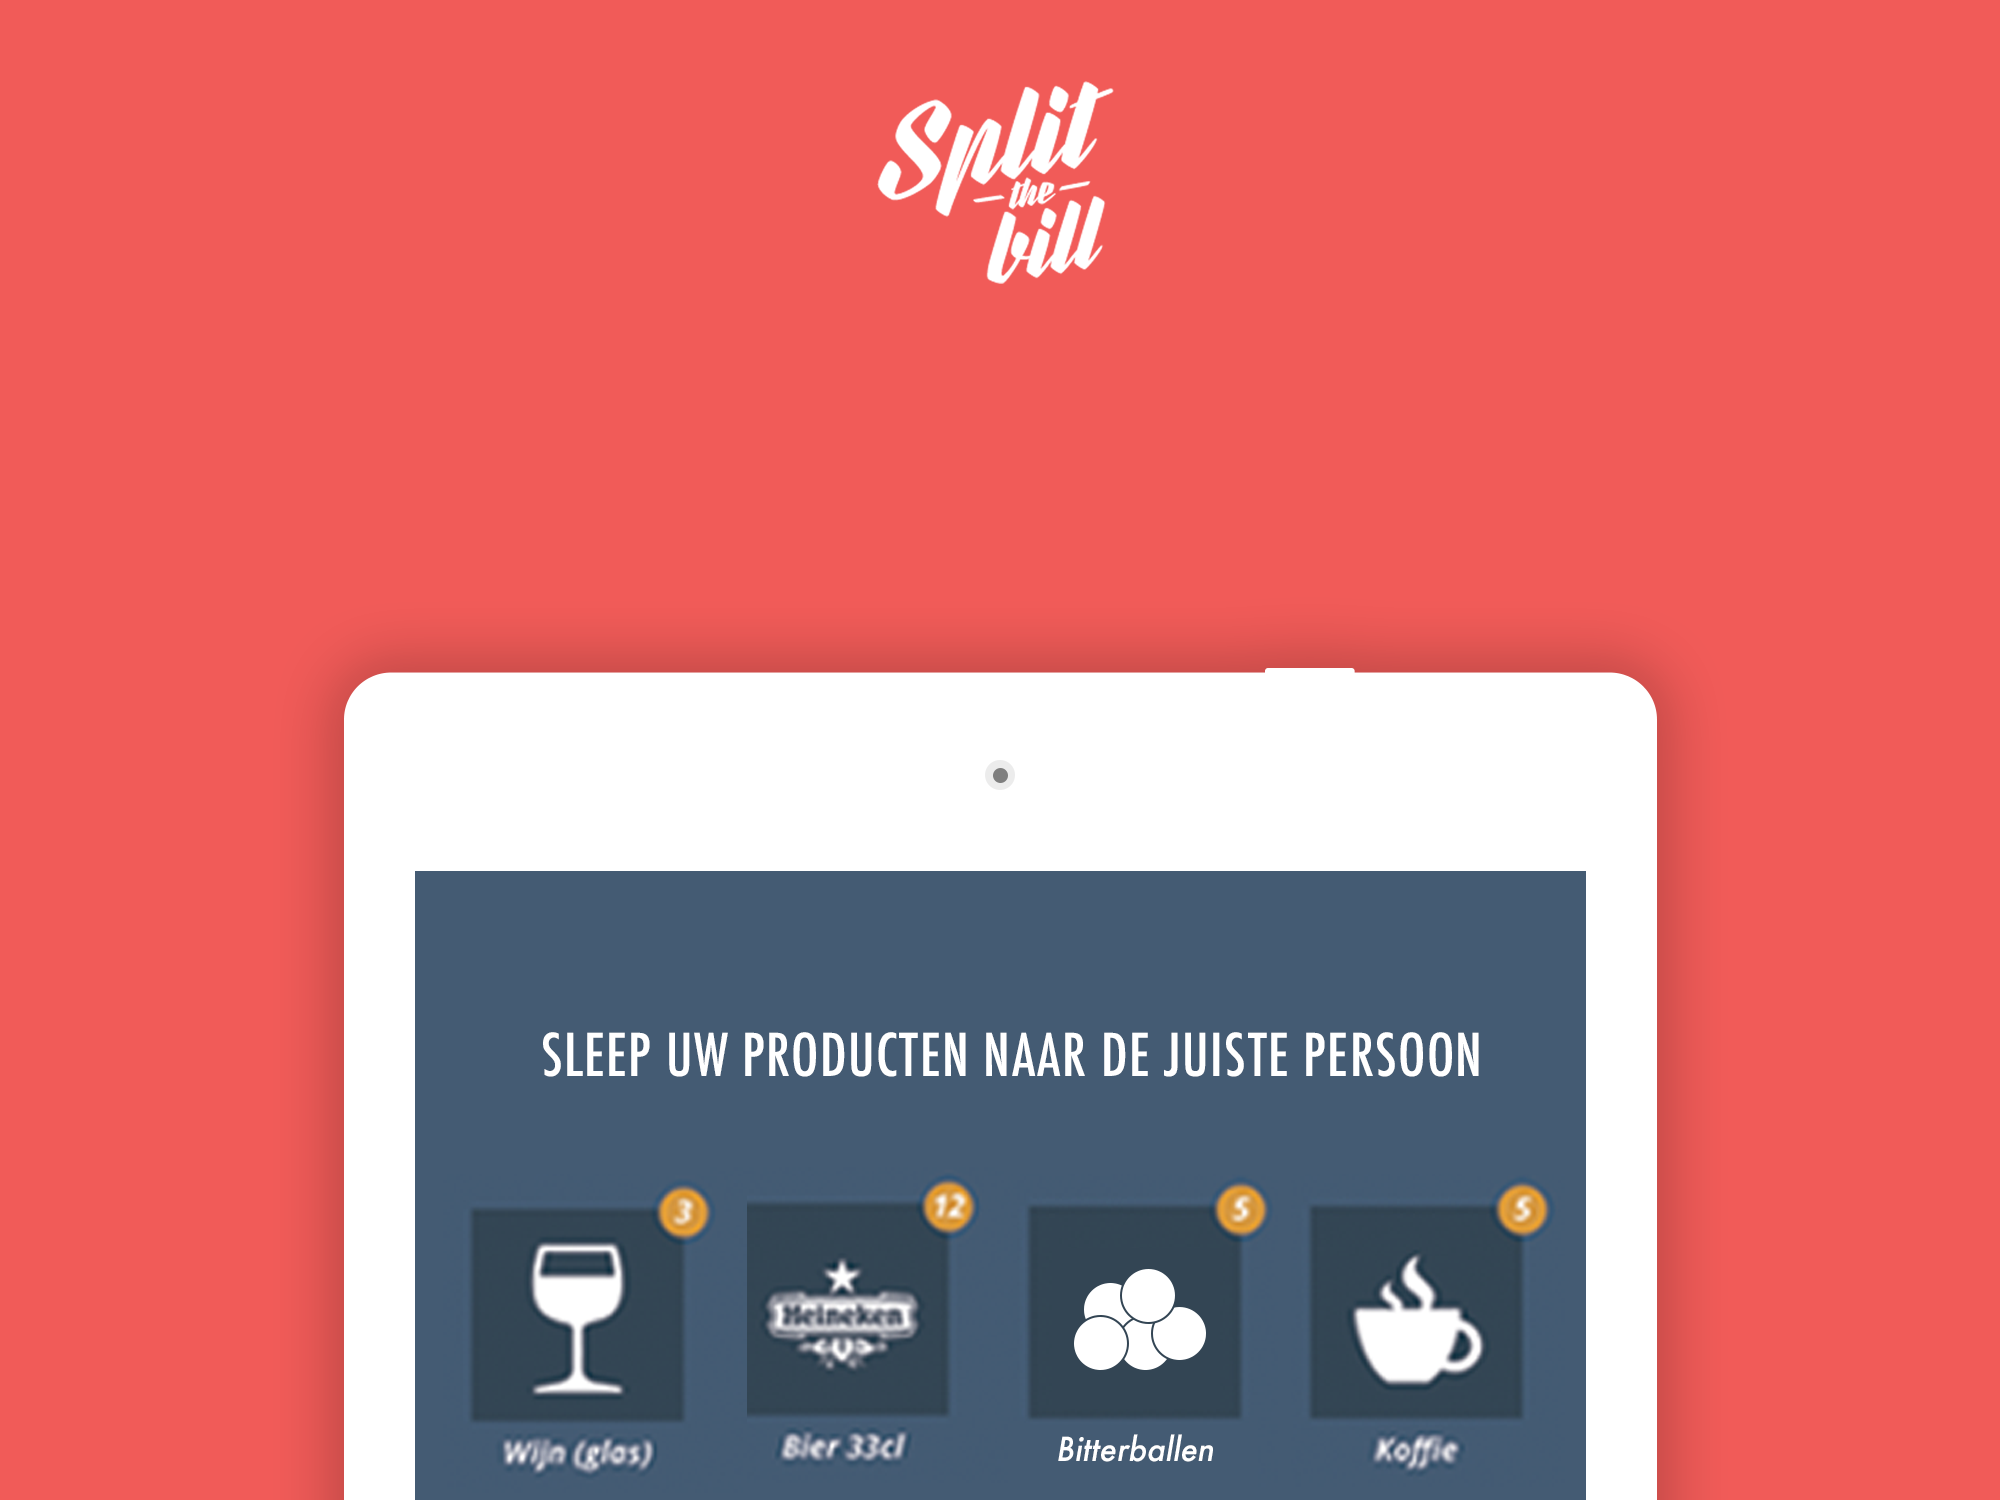 Split
the
bill
SLEEP UW PRODUCTEN NAAR DE JUISTE PERSOON
3 12 5 5
Heineken
Wijn (glas) Bier 33cl Bitterballen Koffie